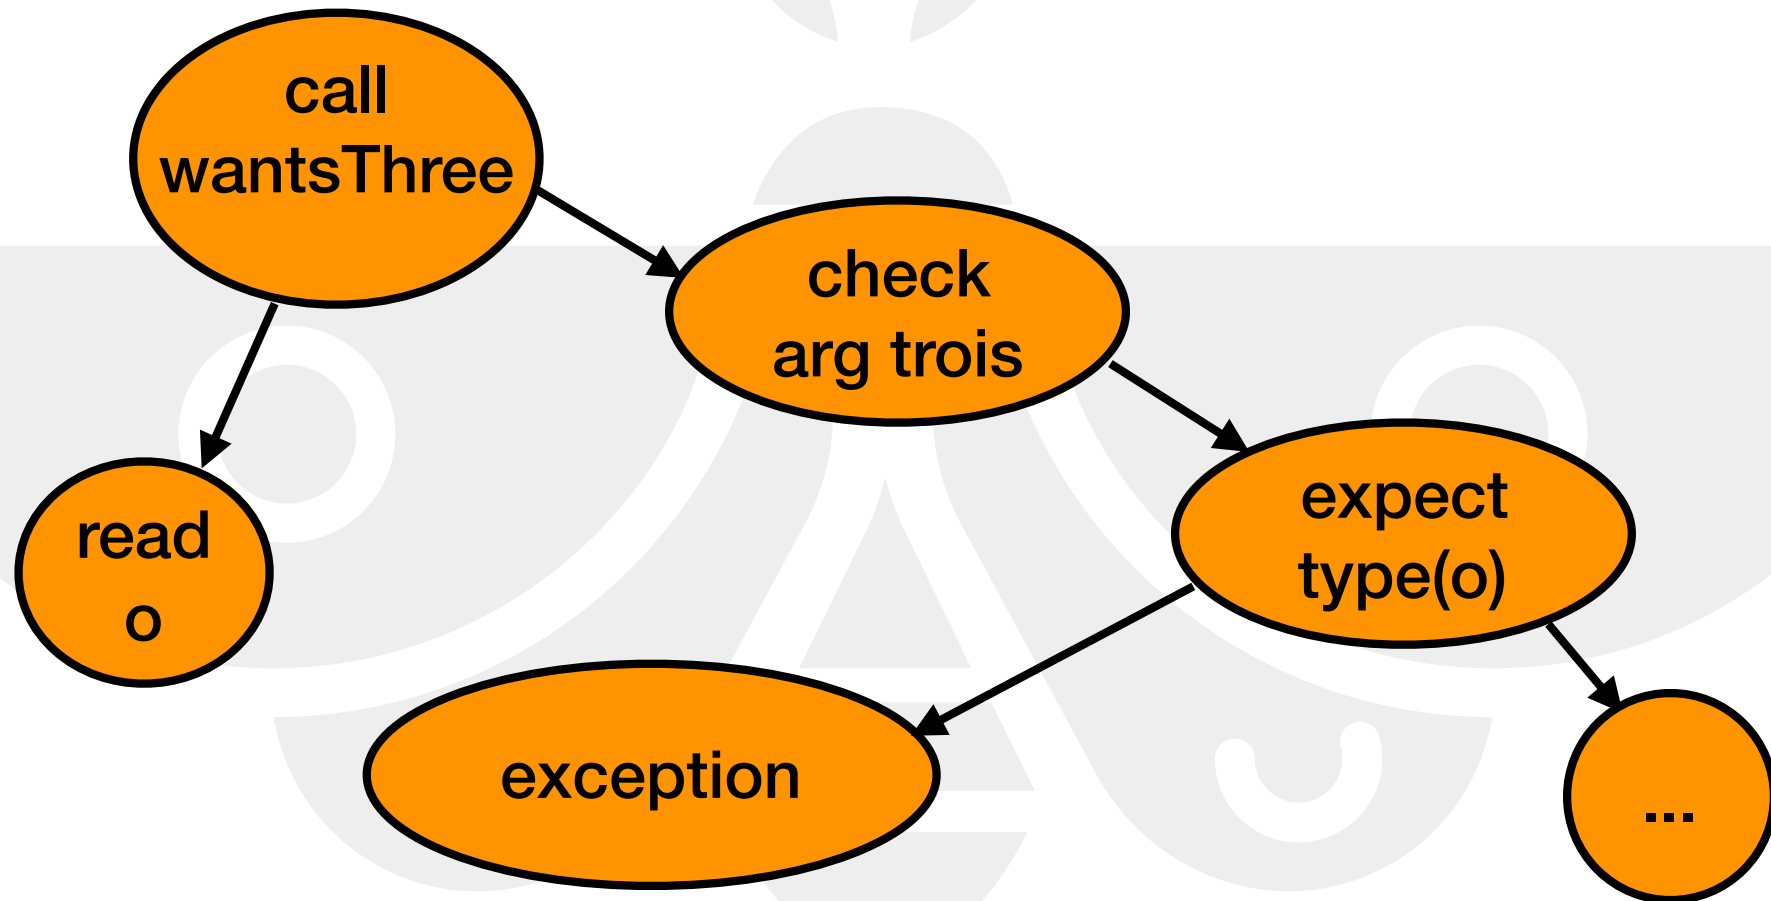 call
wantsThree
check
arg trois
read
o
expect
type(o)
exception
...